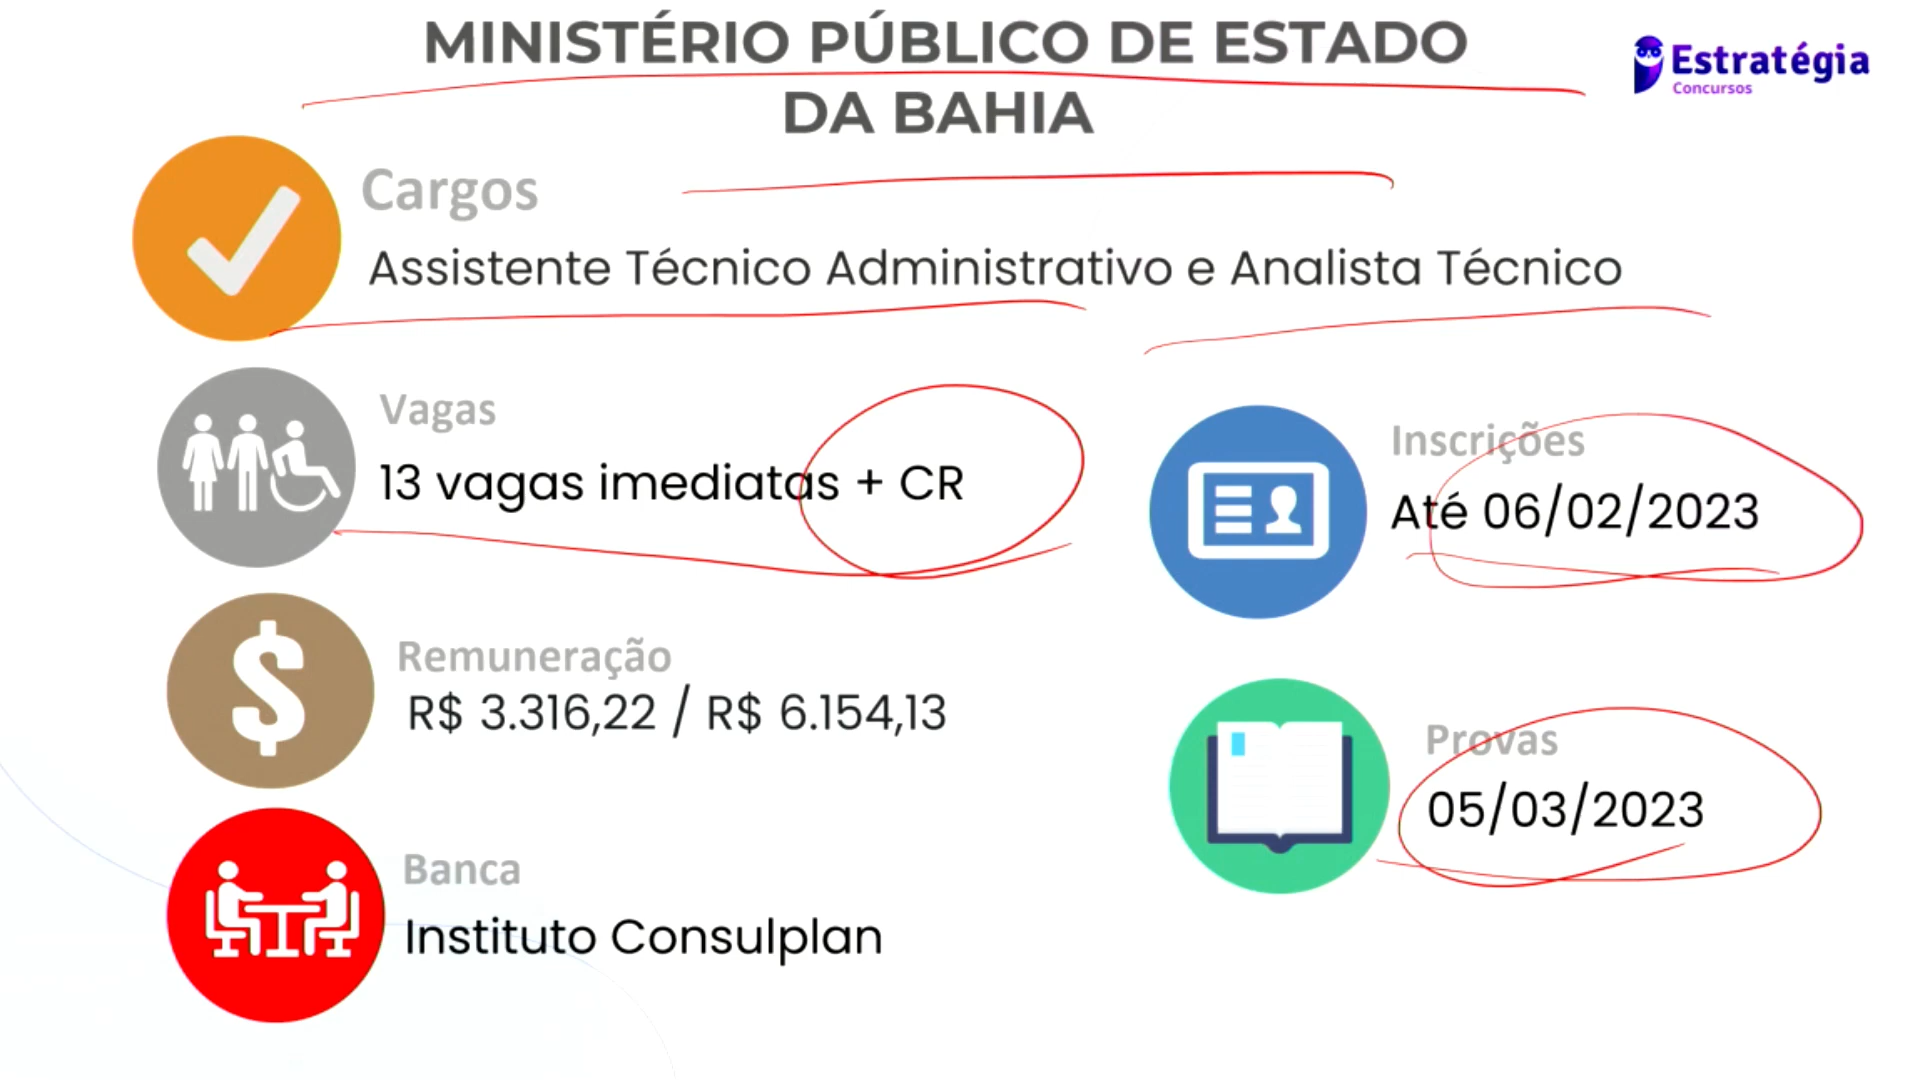 MINISTÉRIO PÚBLICO DE ESTADO
DA BAHIA
Estratégia
Concursos
Cargos
Assistente Técnico Administrativo e Analista Técnico
Vagas
13 vagas imediatas + CR
Inscrições
Até 06/02/2023
Remuneração
R$ 3.316,22 / R$ 6.154,13
Provas
05/03/2023
Banca
Instituto Consulplan